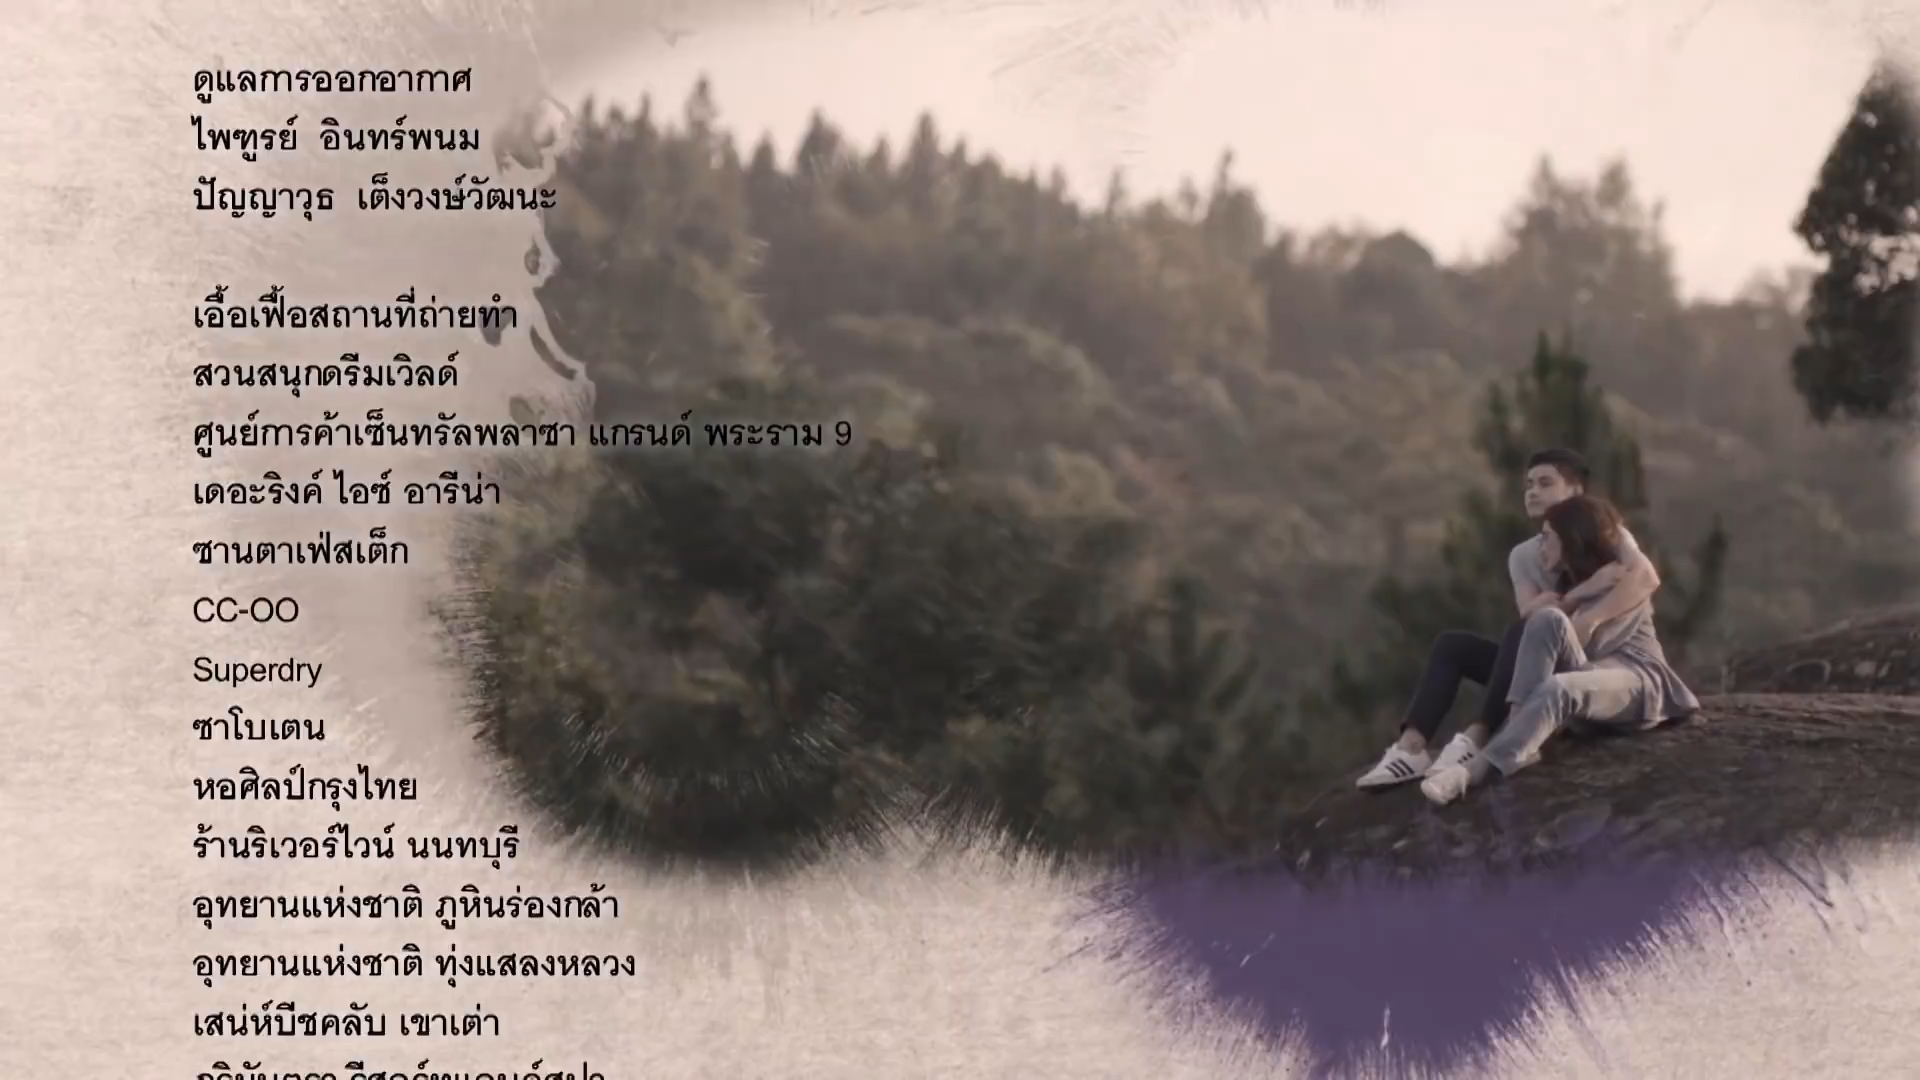 ดูแลการออกอากาศ
ไพฑูรย์  อินทร์พนม
ปัญญาวุธ  เต็งวงษ์วัฒนะ
เอื้อเฟื้อสถานที่ถ่ายทำ
สวนสนุกดรีมเวิลด์
ศูนย์การค้าเซ็นทรัลพลาซา แกรนด์ พระราม 9
เดอะริงค์ ไอซ์ อารีน่า
ซานตาเฟ่สเต็ก
CC-OO
Superdry
ซาโบเตน
หอศิลป์กรุงไทย
ร้านริเวอร์ไวน์ นนทบุรี
อุทยานแห่งชาติ ภูหินร่องกล้า
อุทยานแห่งชาติ ทุ่งแสลงหลวง
เสน่ห์บีชคลับ เขาเต่า